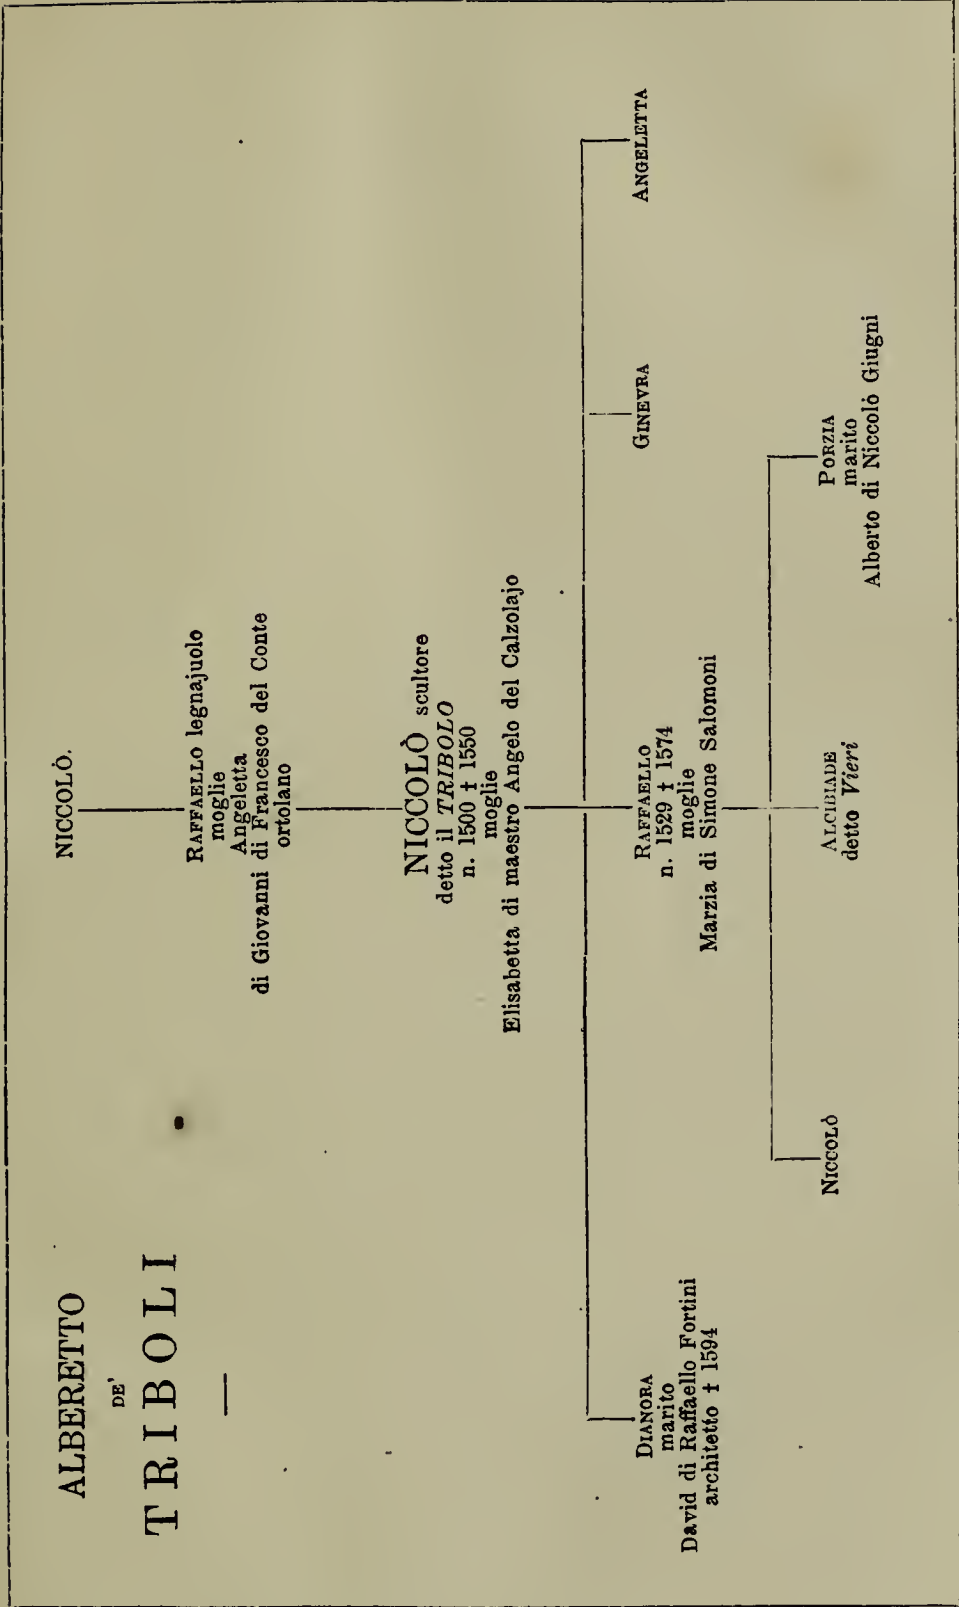 ALBERETTO
DE'
TRIBOLI
NICCOLÒ.
RAFFAELLO legnajuolo
moglie
Angeletta
di Giovanni di Francesco del Conte
ortolano
NICCOLÒ scultore
detto il TRIBOLO
n. 1500 ‡ 1550
moglie
Elisabetta di maestro Angelo del Calzolajo
DIANORA
marito
David di Raffaello Fortini
architetto ‡ 1594
RAFFAELLO
n. 1529 ‡ 1574
moglie
Marzia di Simone Salomoni
GINEVRA
ANGELETTA
NICCOLÒ
ALCIBIADE
detto Vieri
PORZIA
marito
Alberto di Niccolò Giugni